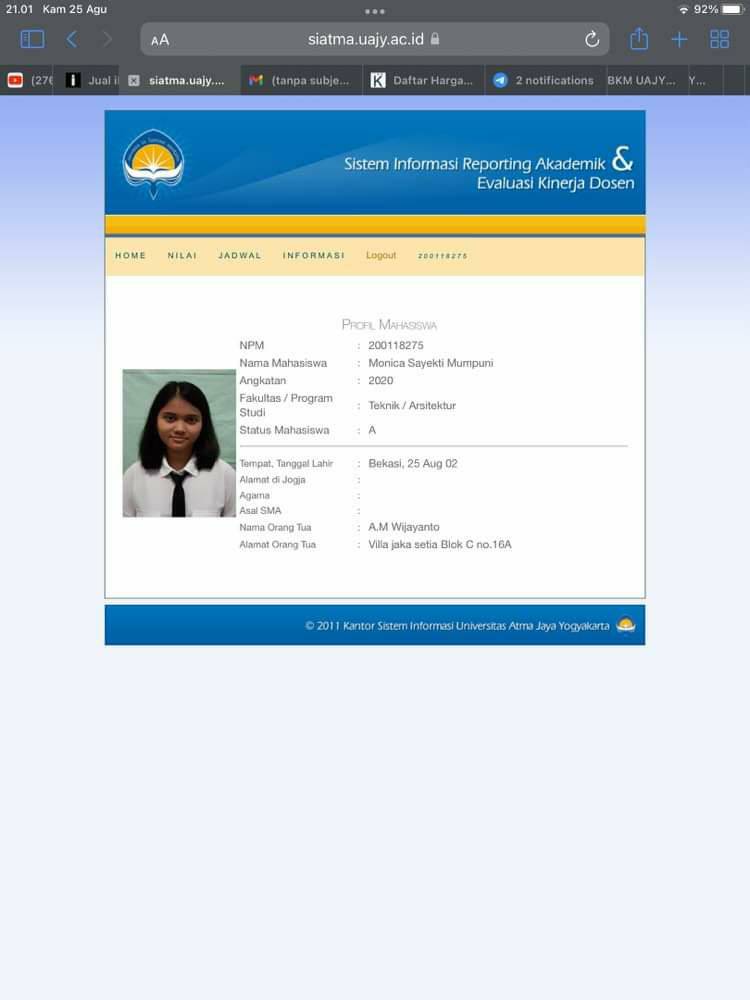 21.01 Kam 25 Agu
92%
AA
siatma.uajy.ac.id
(276
Jual i
siatma.uajy....
(tanpa subje...
Daftar Harga...
2 notifications
BKM UAJY...
Y...
Sistem Informasi Reporting Akademik &
Evaluasi Kinerja Dosen
HOME NILAI JADWAL INFORMASI Logout 200118275
Profil Mahasiswa
NPM : 200118275
Nama Mahasiswa : Monica Sayekti Mumpuni
Angkatan : 2020
Fakultas / Program
Studi : Teknik / Arsitektur
Status Mahasiswa : A
Tempat, Tanggal Lahir : Bekasi, 25 Aug 02
Alamat di Jogja :
Agama :
Asal SMA :
Nama Orang Tua : A.M Wijayanto
Alamat Orang Tua : Villa jaka setia Blok C no.16A
© 2011 Kantor Sistem Informasi Universitas Atma Jaya Yogyakarta